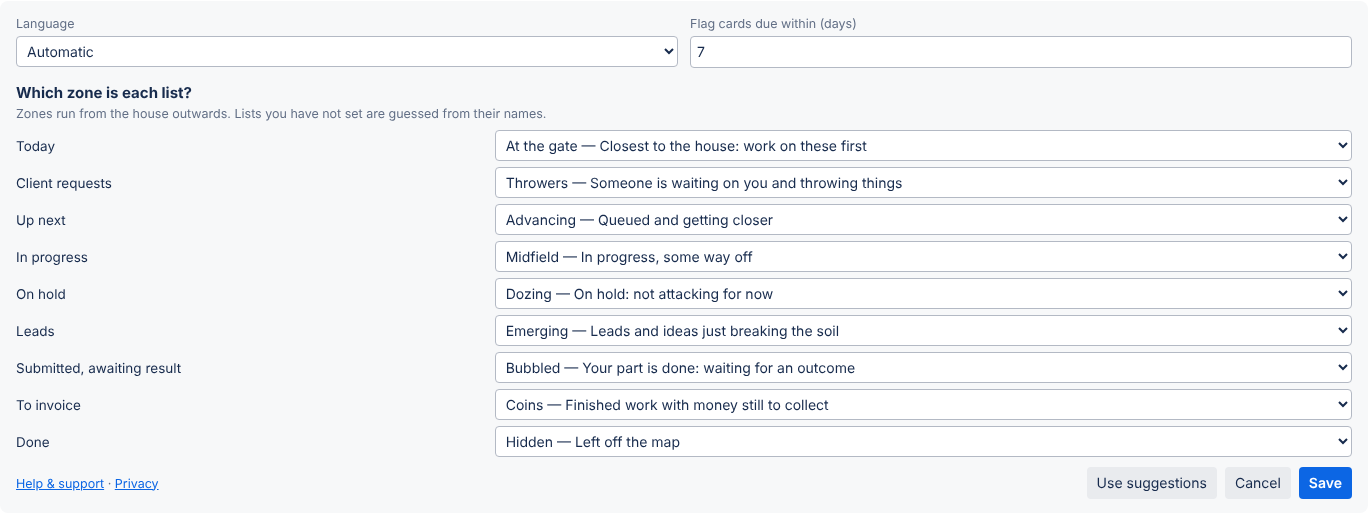 Language
Flag cards due within (days)
Automatic
7
Which zone is each list?
Zones run from the house outwards. Lists you have not set are guessed from their names.
Today
At the gate — Closest to the house: work on these first
Client requests
Throwers — Someone is waiting on you and throwing things
Up next
Advancing — Queued and getting closer
In progress
Midfield — In progress, some way off
On hold
Dozing — On hold: not attacking for now
Leads
Emerging — Leads and ideas just breaking the soil
Submitted, awaiting result
Bubbled — Your part is done: waiting for an outcome
To invoice
Coins — Finished work with money still to collect
Done
Hidden — Left off the map
Help & support · Privacy
Use suggestions
Cancel
Save